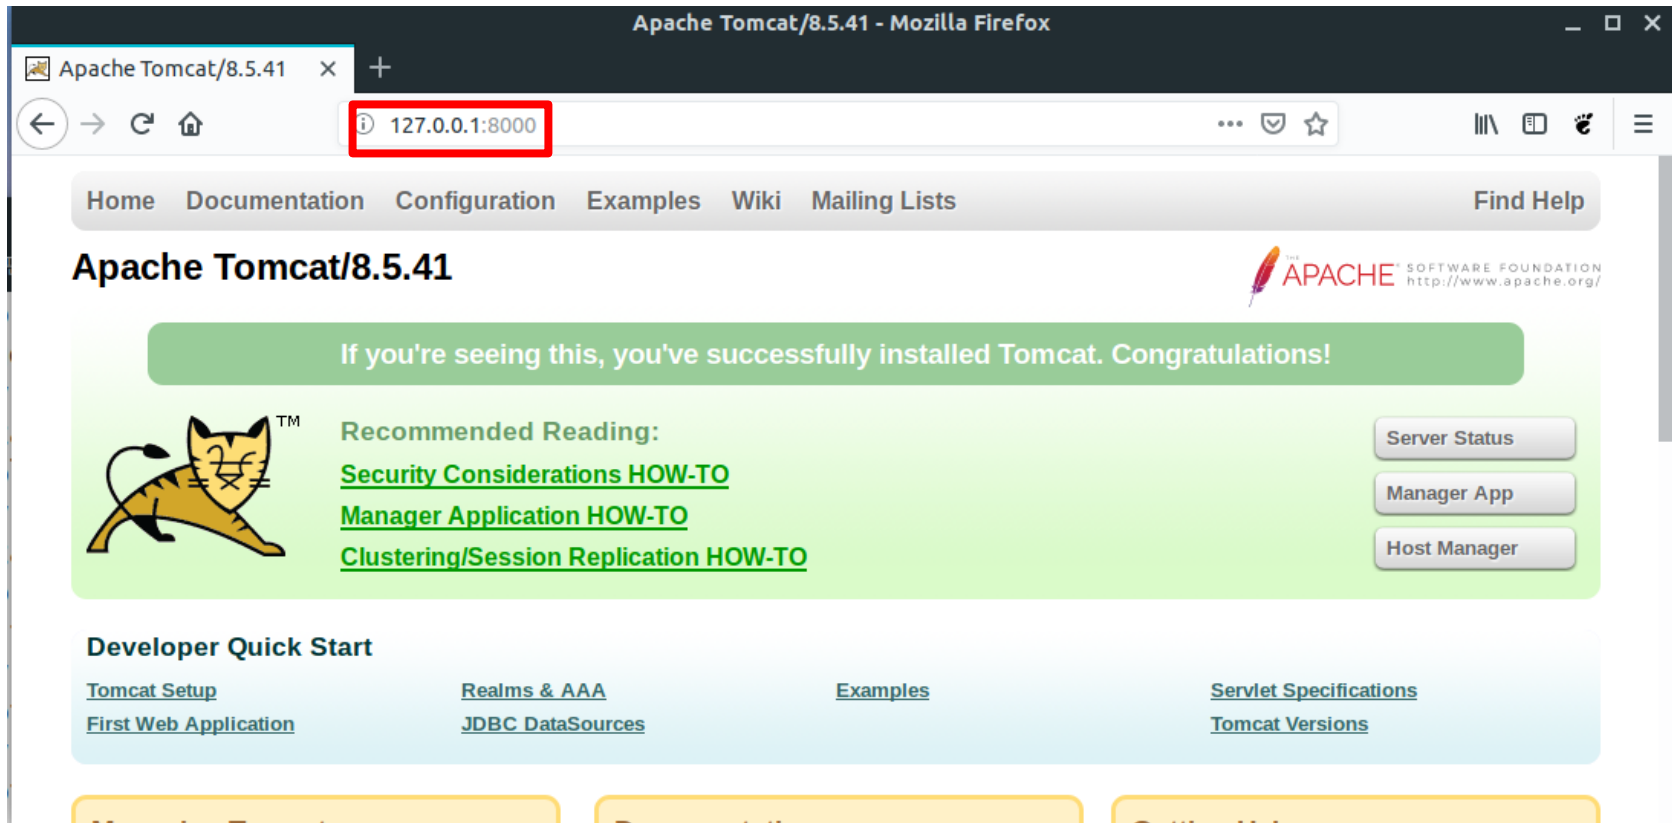 Apache Tomcat/8.5.41 - Mozilla Firefox
Apache Tomcat/8.5.41
127.0.0.1:8000
Home Documentation Configuration Examples Wiki Mailing Lists Find Help
Apache Tomcat/8.5.41
THE APACHE SOFTWARE FOUNDATION
http://www.apache.org/
If you're seeing this, you've successfully installed Tomcat. Congratulations!
TM
Recommended Reading:
Security Considerations HOW-TO
Manager Application HOW-TO
Clustering/Session Replication HOW-TO
Server Status
Manager App
Host Manager
Developer Quick Start
Tomcat Setup
First Web Application
Realms & AAA
JDBC DataSources
Examples
Servlet Specifications
Tomcat Versions